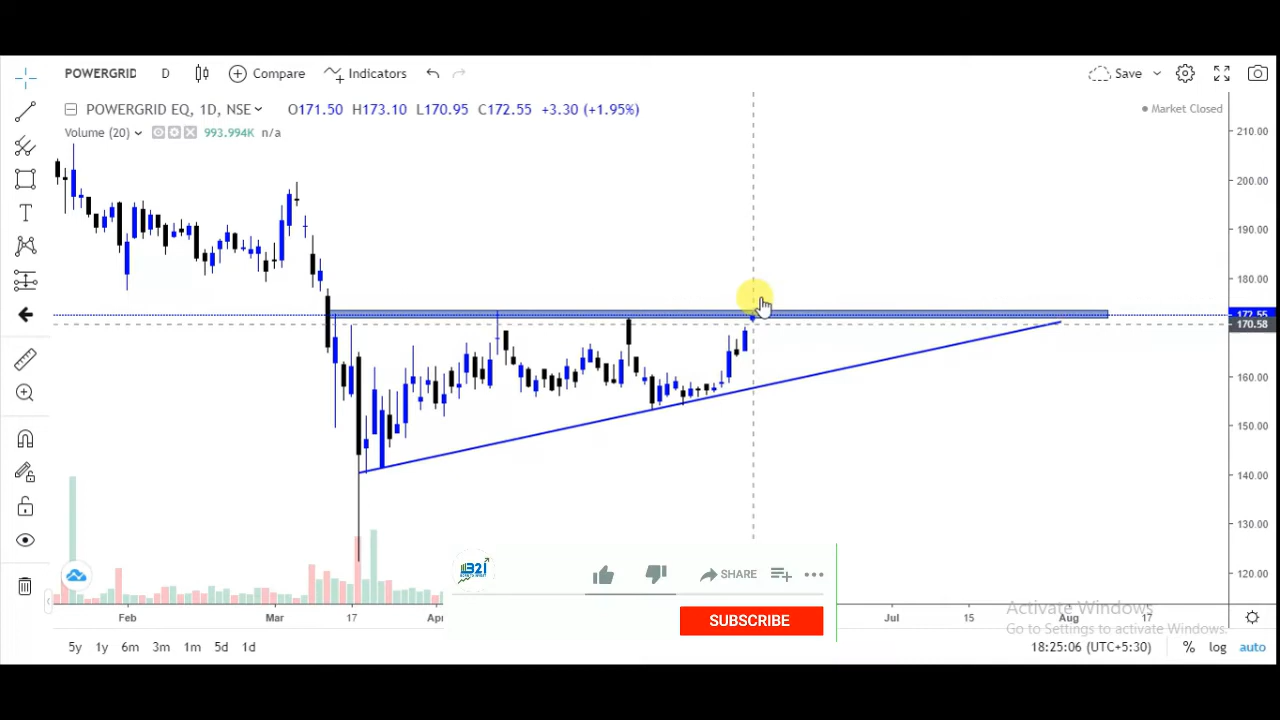 POWERGRID D Compare Indicators Save
POWERGRID EQ, 1D, NSE O171.50 H173.10 L170.95 C172.55 +3.30 (+1.95%)
Market Closed
Volume (20) 993.994K n/a
210.00
200.00
190.00
180.00
172.55
170.58
160.00
150.00
140.00
130.00
120.00
B2I
SHARE
SUBSCRIBE
Feb Mar 17 Apr Jul 15 Aug 17
Activate Windows
Go to Settings to activate Windows.
5y 1y 6m 3m 1m 5d 1d 18:25:06 (UTC+5:30) % log auto